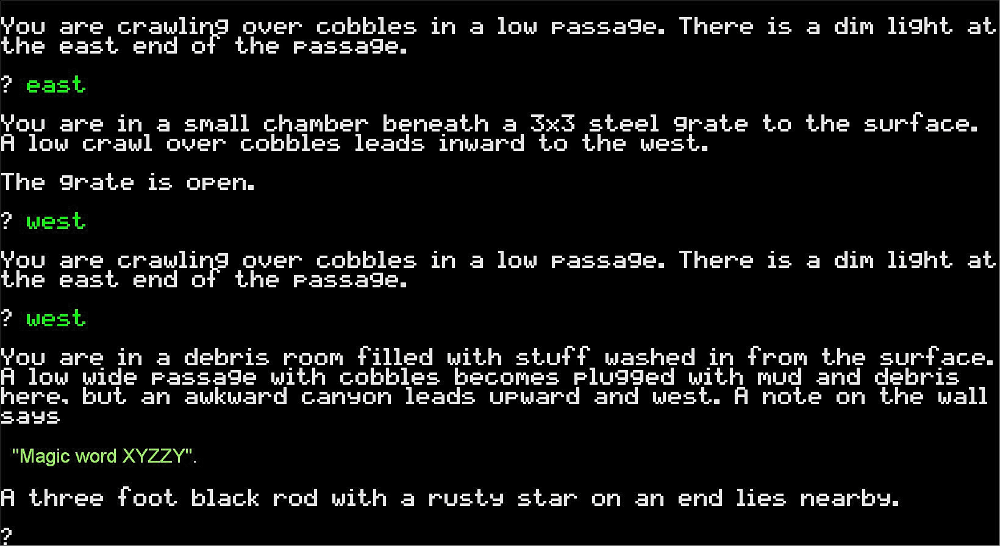 You are crawling over cobbles in a low passage. There is a dim light at
the east end of the passage.
? east
You are in a small chamber beneath a 3x3 steel grate to the surface.
A low crawl over cobbles leads inward to the west.
The grate is open.
? west
You are crawling over cobbles in a low passage. There is a dim light at
the east end of the passage.
? west
You are in a debris room filled with stuff washed in from the surface.
A low wide passage with cobbles becomes plugged with mud and debris
here, but an awkward canyon leads upward and west. A note on the wall
says
"Magic word XYZZY".
A three foot black rod with a rusty star on an end lies nearby.
?